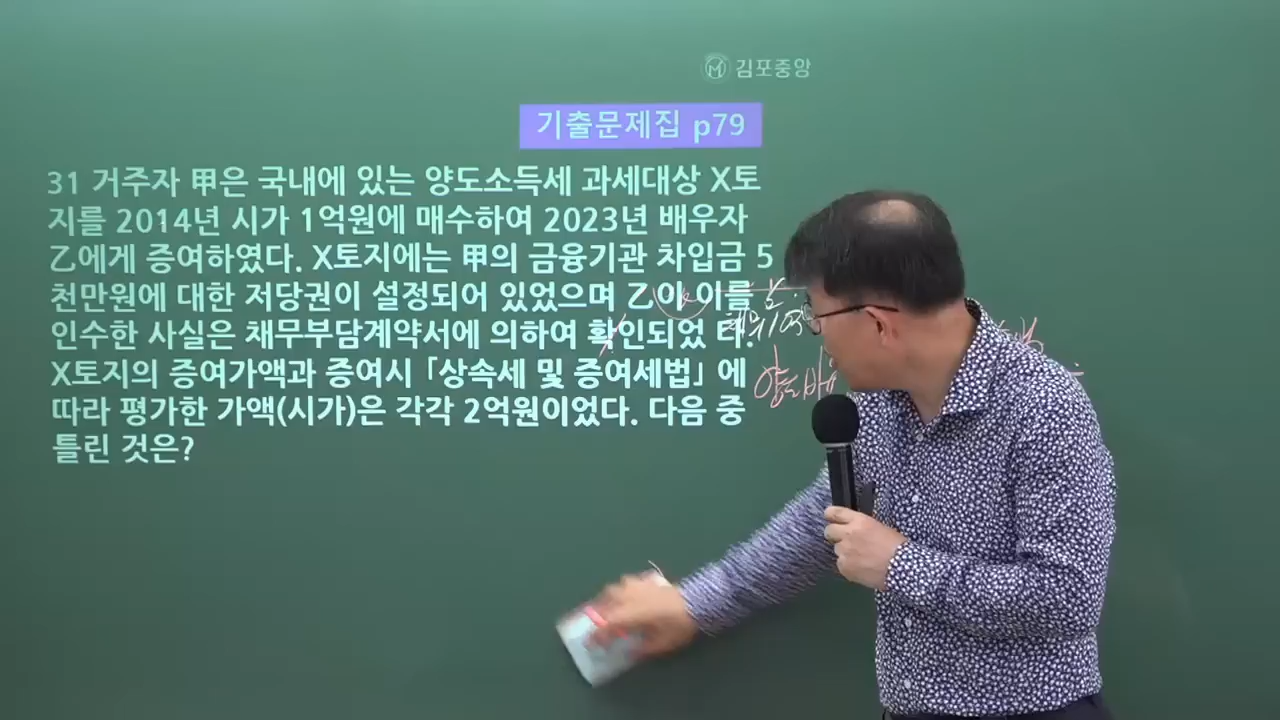 김포중앙
기출문제집 p79
31 거주자 甲은 국내에 있는 양도소득세 과세대상 X토
지를 2014년 시가 1억원에 매수하여 2023년 배우자
乙에게 증여하였다. X토지에는 甲의 금융기관 차입금 5
천만원에 대한 저당권이 설정되어 있었으며 乙이 이를
인수한 사실은 채무부담계약서에 의하여 확인되었 다.
X토지의 증여가액과 증여시 「상속세 및 증여세법」 에
따라 평가한 가액(시가)은 각각 2억원이었다. 다음 중
틀린 것은?